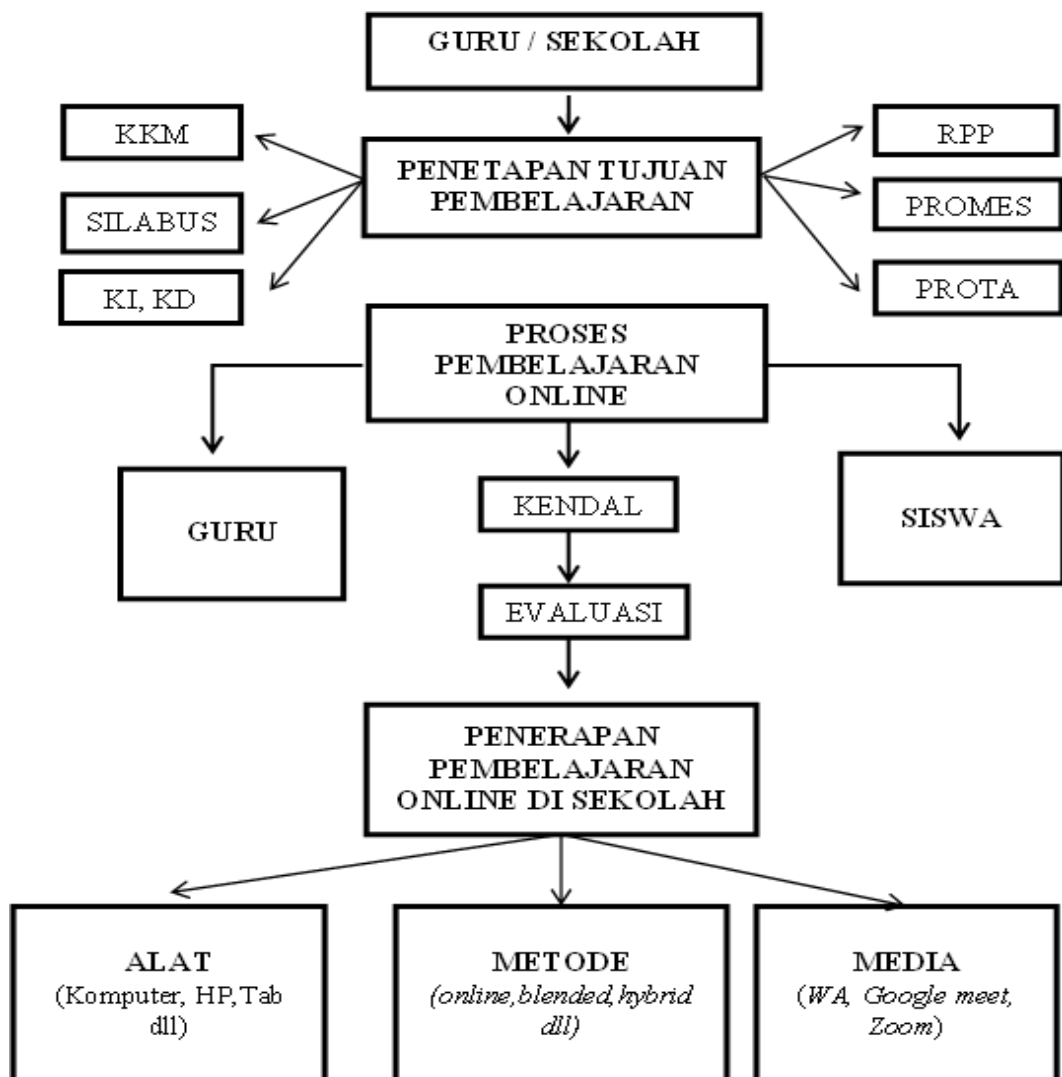 GURU / SEKOLAH
KKM
RPP
PENETAPAN TUJUAN
PEMBELAJARAN
SILABUS
PROMES
KI, KD
PROTA
PROSES
PEMBELAJARAN
ONLINE
GURU
KENDAL
SISWA
EVALUASI
PENERAPAN
PEMBELAJARAN
ONLINE DI SEKOLAH
ALAT
(Komputer, HP,Tab
dll)
METODE
(online,blended,hybrid
dll)
MEDIA
(WA, Google meet,
Zoom)